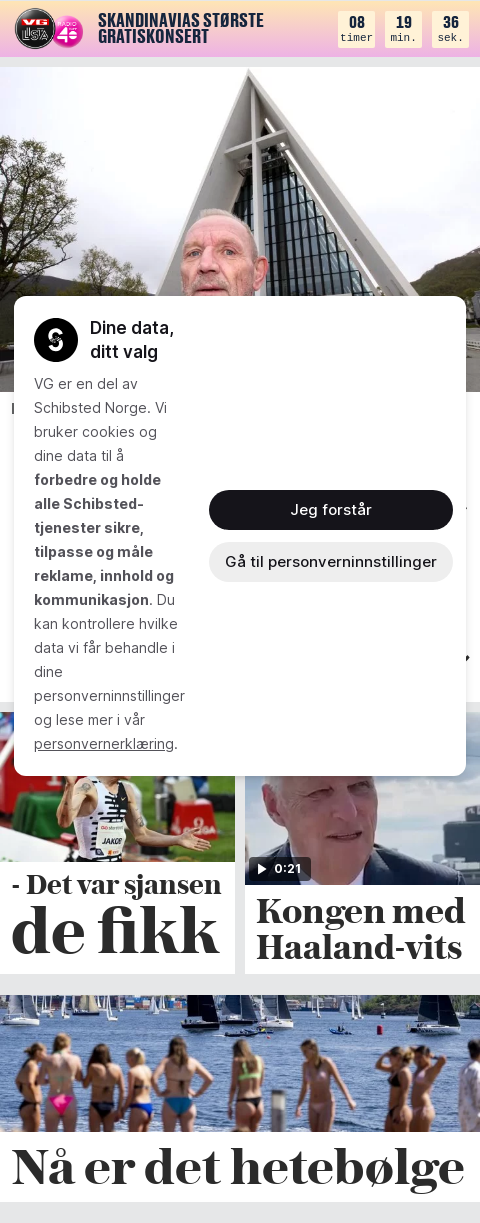 VG
LISTA
RADIO
SKANDINAVIAS STØRSTE
GRATISKONSERT
08
timer
19
min.
36
sek.
Dine data,
ditt valg
VG er en del av
Schibsted Norge. Vi
bruker cookies og
dine data til å
forbedre og holde
alle Schibsted-
tjenester sikre,
tilpasse og måle
reklame, innhold og
kommunikasjon. Du
kan kontrollere hvilke
data vi får behandle i
dine
personverninnstillinger
og lese mer i vår
personvernerklæring.
Jeg forstår
Gå til personverninnstillinger
JAKOB
0:21
- Det var sjansen
de fikk
Kongen med
Haaland-vits
Nå er det hetebølge